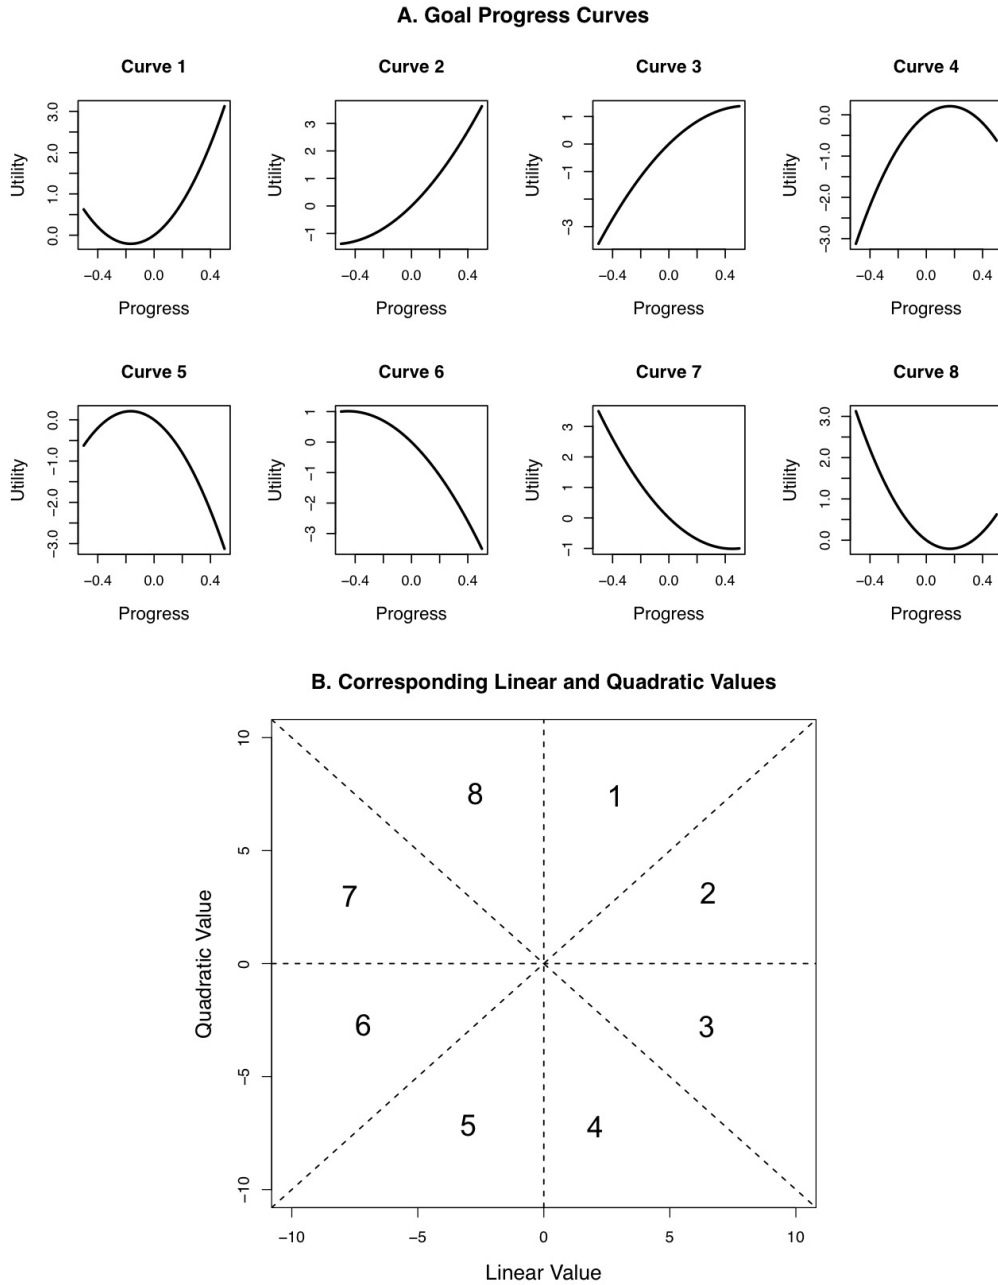 A. Goal Progress Curves
Curve 1 Curve 2 Curve 3 Curve 4
Utility 0.0 1.0 2.0 3.0
Utility −1 0 1 2 3
Utility −3 −1 0 1
Utility −3.0 −2.0 −1.0 0.0
−0.4 0.0 0.4 −0.4 0.0 0.4 −0.4 0.0 0.4 −0.4 0.0 0.4
Progress Progress Progress Progress
Curve 5 Curve 6 Curve 7 Curve 8
Utility −3.0 −2.0 −1.0 0.0
Utility −3 −2 −1 0 1
Utility −1 0 1 2 3
Utility 0.0 1.0 2.0 3.0
−0.4 0.0 0.4 −0.4 0.0 0.4 −0.4 0.0 0.4 −0.4 0.0 0.4
Progress Progress Progress Progress
B. Corresponding Linear and Quadratic Values
Quadratic Value
−10 −5 0 5 10
8 1
7 2
6 3
5 4
−10 −5 0 5 10
Linear Value